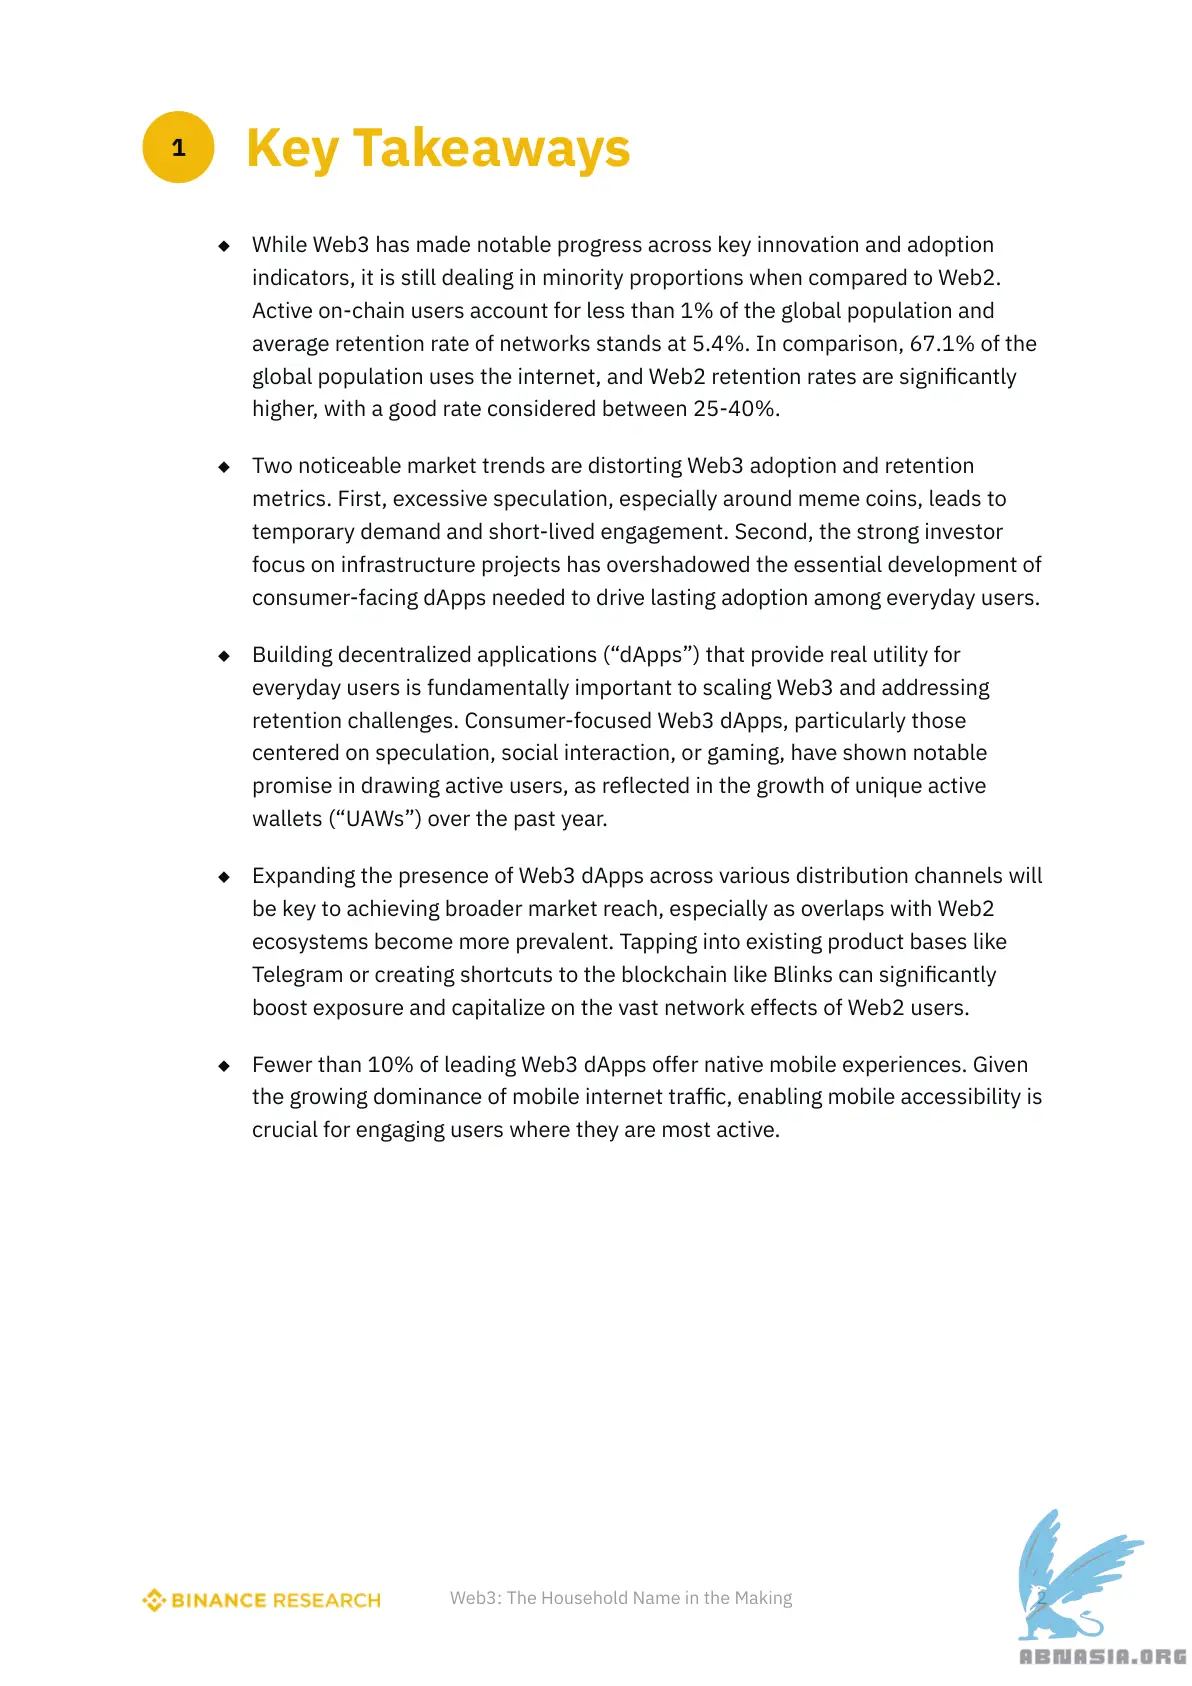 1
Key Takeaways
◆ While Web3 has made notable progress across key innovation and adoption
indicators, it is still dealing in minority proportions when compared to Web2.
Active on-chain users account for less than 1% of the global population and
average retention rate of networks stands at 5.4%. In comparison, 67.1% of the
global population uses the internet, and Web2 retention rates are significantly
higher, with a good rate considered between 25-40%.
◆ Two noticeable market trends are distorting Web3 adoption and retention
metrics. First, excessive speculation, especially around meme coins, leads to
temporary demand and short-lived engagement. Second, the strong investor
focus on infrastructure projects has overshadowed the essential development of
consumer-facing dApps needed to drive lasting adoption among everyday users.
◆ Building decentralized applications (“dApps”) that provide real utility for
everyday users is fundamentally important to scaling Web3 and addressing
retention challenges. Consumer-focused Web3 dApps, particularly those
centered on speculation, social interaction, or gaming, have shown notable
promise in drawing active users, as reflected in the growth of unique active
wallets (“UAWs”) over the past year.
◆ Expanding the presence of Web3 dApps across various distribution channels will
be key to achieving broader market reach, especially as overlaps with Web2
ecosystems become more prevalent. Tapping into existing product bases like
Telegram or creating shortcuts to the blockchain like Blinks can significantly
boost exposure and capitalize on the vast network effects of Web2 users.
◆ Fewer than 10% of leading Web3 dApps offer native mobile experiences. Given
the growing dominance of mobile internet traffic, enabling mobile accessibility is
crucial for engaging users where they are most active.
BINANCE RESEARCH
Web3: The Household Name in the Making
2
ABNASIA.ORG